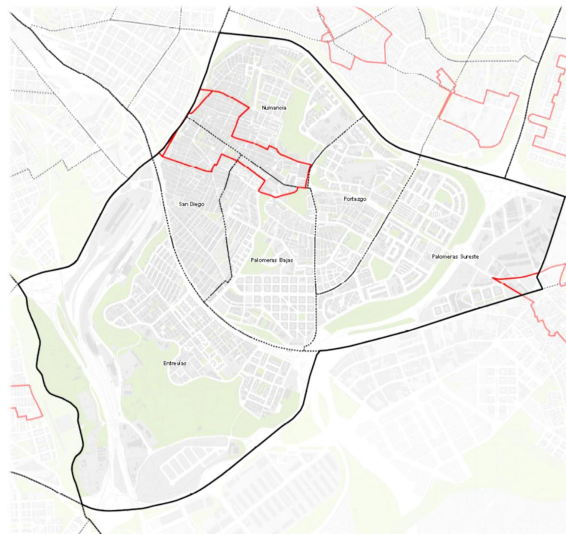 Numancia
San Diego
Portazgo
Palomeras Bajas
Palomeras Sureste
Entrevías